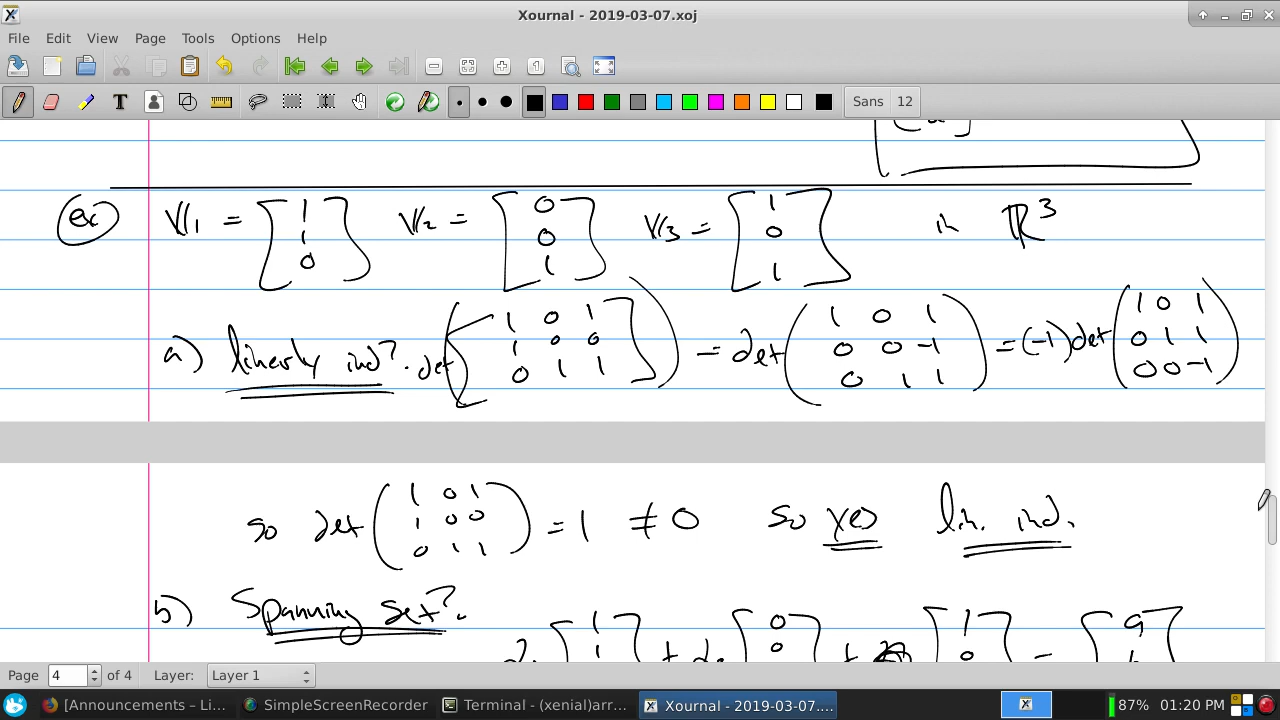 Xournal - 2019-03-07.xoj
File Edit View Page Tools Options Help
Sans 12
ex v1 = [1 1 0] v2 = [0 0 1] v3 = [1 0 1] in ℝ^3
a) linearly ind? det([1 0 1; 1 0 0; 0 1 1]) = det(1 0 1; 0 0 -1; 0 1 1) = (-1)det(1 0 1; 0 1 1; 0 0 -1)
so det(1 0 1; 1 0 0; 0 1 1) = 1 ≠ 0 so yes lin. ind.
b) Spanning set?
Page 4 of 4 Layer: Layer 1
[Announcements – Li... SimpleScreenRecorder Terminal - (xenial)arr... Xournal - 2019-03-07.... 87% 01:20 PM